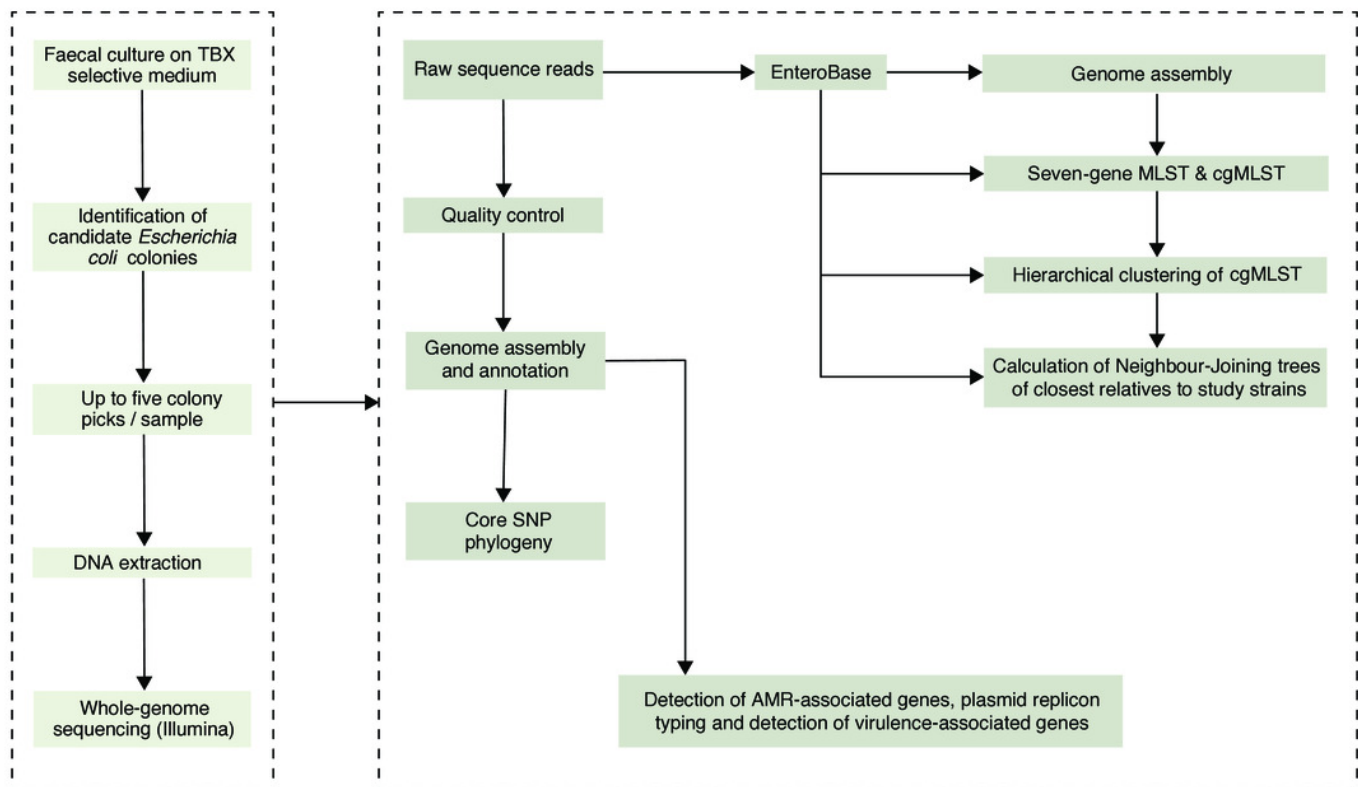 Faecal culture on TBX
selective medium
Identification of
candidate Escherichia
coli colonies
Up to five colony
picks / sample
DNA extraction
Whole-genome
sequencing (Illumina)
Raw sequence reads
Quality control
Genome assembly
and annotation
Core SNP
phylogeny
Detection of AMR-associated genes, plasmid replicon
typing and detection of virulence-associated genes
EnteroBase
Genome assembly
Seven-gene MLST & cgMLST
Hierarchical clustering of cgMLST
Calculation of Neighbour-Joining trees
of closest relatives to study strains